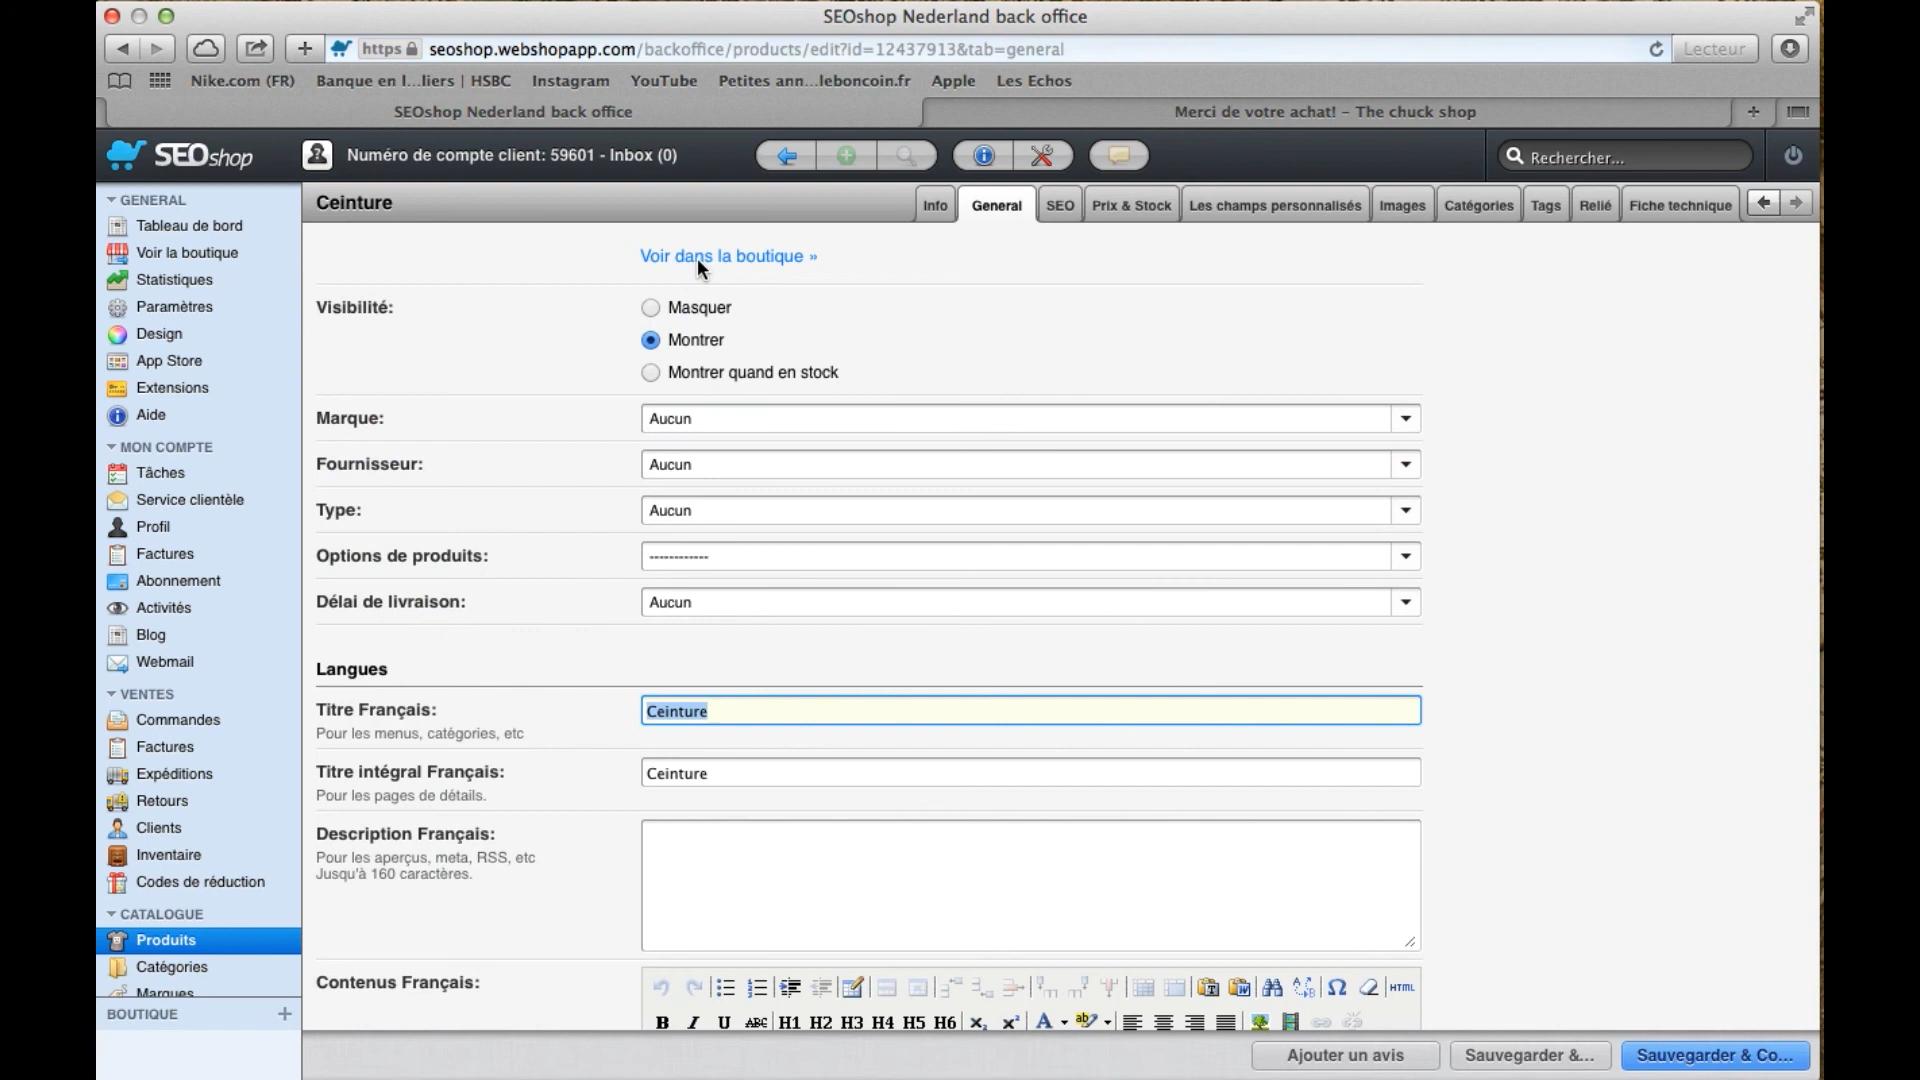 SEOshop Nederland back office
https seoshop.webshopapp.com/backoffice/products/edit?id=12437913&tab=general Lecteur
Nike.com (FR) Banque en l...liers | HSBC Instagram YouTube Petites ann...leboncoin.fr Apple Les Echos
SEOshop Nederland back office Merci de votre achat! – The chuck shop
SEOshop Numéro de compte client: 59601 - Inbox (0) Rechercher...
Ceinture Info General SEO Prix & Stock Les champs personnalisés Images Catégories Tags Relié Fiche technique
GENERAL
Tableau de bord
Voir la boutique
Statistiques
Paramètres
Design
App Store
Extensions
Aide
MON COMPTE
Tâches
Service clientèle
Profil
Factures
Abonnement
Activités
Blog
Webmail
VENTES
Commandes
Factures
Expéditions
Retours
Clients
Inventaire
Codes de réduction
CATALOGUE
Produits
Catégories
Marques
BOUTIQUE
Voir dans la boutique »
Visibilité: Masquer
Montrer
Montrer quand en stock
Marque: Aucun
Fournisseur: Aucun
Type: Aucun
Options de produits: ------------
Délai de livraison: Aucun
Langues
Titre Français: Ceinture
Pour les menus, catégories, etc
Titre intégral Français: Ceinture
Pour les pages de détails.
Description Français:
Pour les aperçus, meta, RSS, etc
Jusqu'à 160 caractères.
Contenus Français: HTML
B I U ABC H1 H2 H3 H4 H5 H6 x₂ x² A ab
Ajouter un avis Sauvegarder &... Sauvegarder & Co...